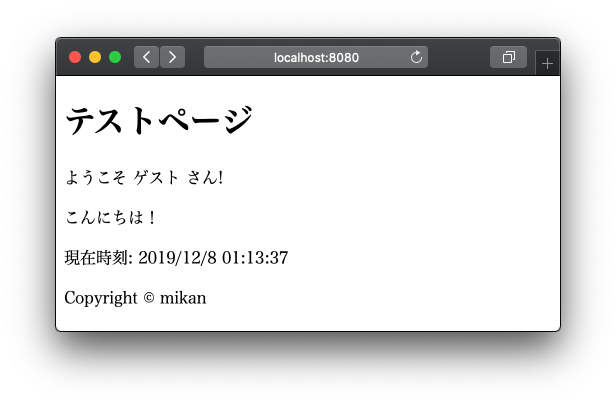 localhost:8080
テストページ
ようこそ ゲスト さん!
こんにちは！
現在時刻: 2019/12/8 01:13:37
Copyright © mikan